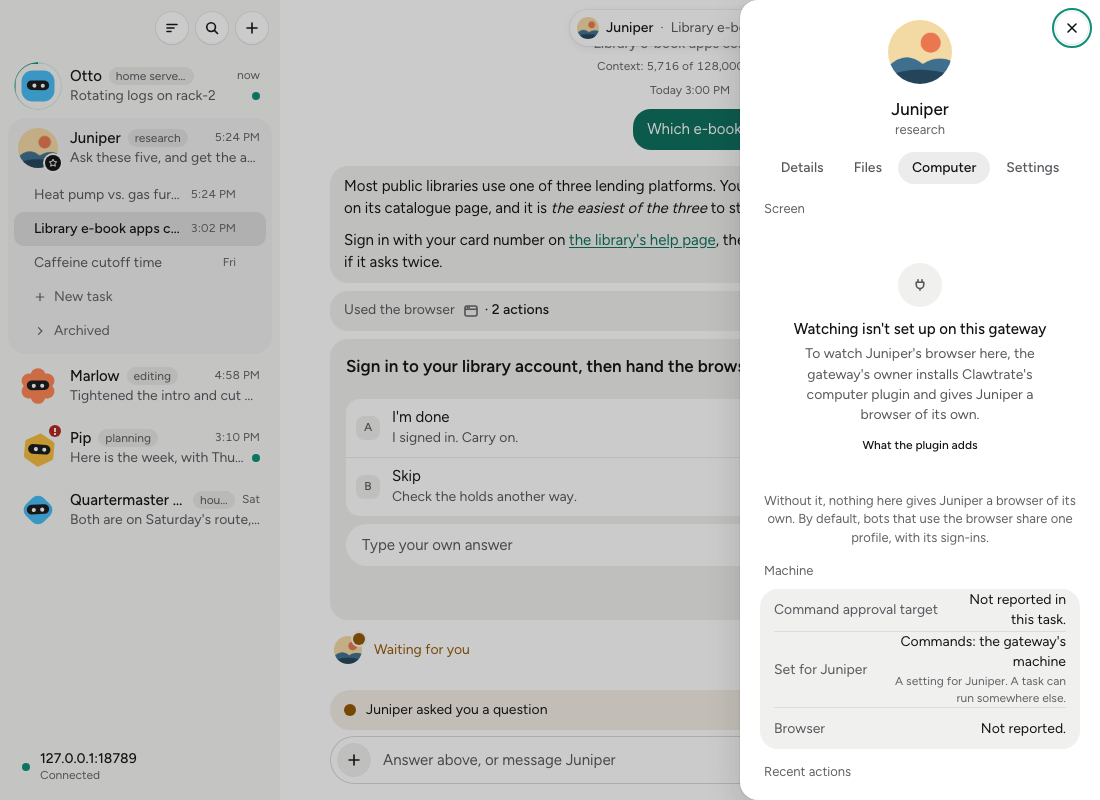 Otto home serve... now
Rotating logs on rack-2
Juniper research 5:24 PM
Ask these five, and get the a...
Heat pump vs. gas fur... 5:24 PM
Library e-book apps c... 3:02 PM
Caffeine cutoff time Fri
New task
Archived
Marlow editing 4:58 PM
Tightened the intro and cut ...
Pip planning 3:10 PM
Here is the week, with Thu...
Quartermaster ... hou... Sat
Both are on Saturday's route,...
127.0.0.1:18789
Connected
Juniper · Library e-b
Context: 5,716 of 128,000
Today 3:00 PM
Which e-book
Most public libraries use one of three lending platforms. You
on its catalogue page, and it is the easiest of the three to st
Sign in with your card number on the library's help page, the
if it asks twice.
Used the browser · 2 actions
Sign in to your library account, then hand the brows
A I'm done
I signed in. Carry on.
B Skip
Check the holds another way.
Type your own answer
Waiting for you
Juniper asked you a question
Answer above, or message Juniper
Juniper
research
Details Files Computer Settings
Screen
Watching isn't set up on this gateway
To watch Juniper's browser here, the
gateway's owner installs Clawtrate's
computer plugin and gives Juniper a
browser of its own.
What the plugin adds
Without it, nothing here gives Juniper a browser of its
own. By default, bots that use the browser share one
profile, with its sign-ins.
Machine
Command approval target Not reported in
this task.
Set for Juniper Commands: the gateway's
machine
A setting for Juniper. A task can
run somewhere else.
Browser Not reported.
Recent actions